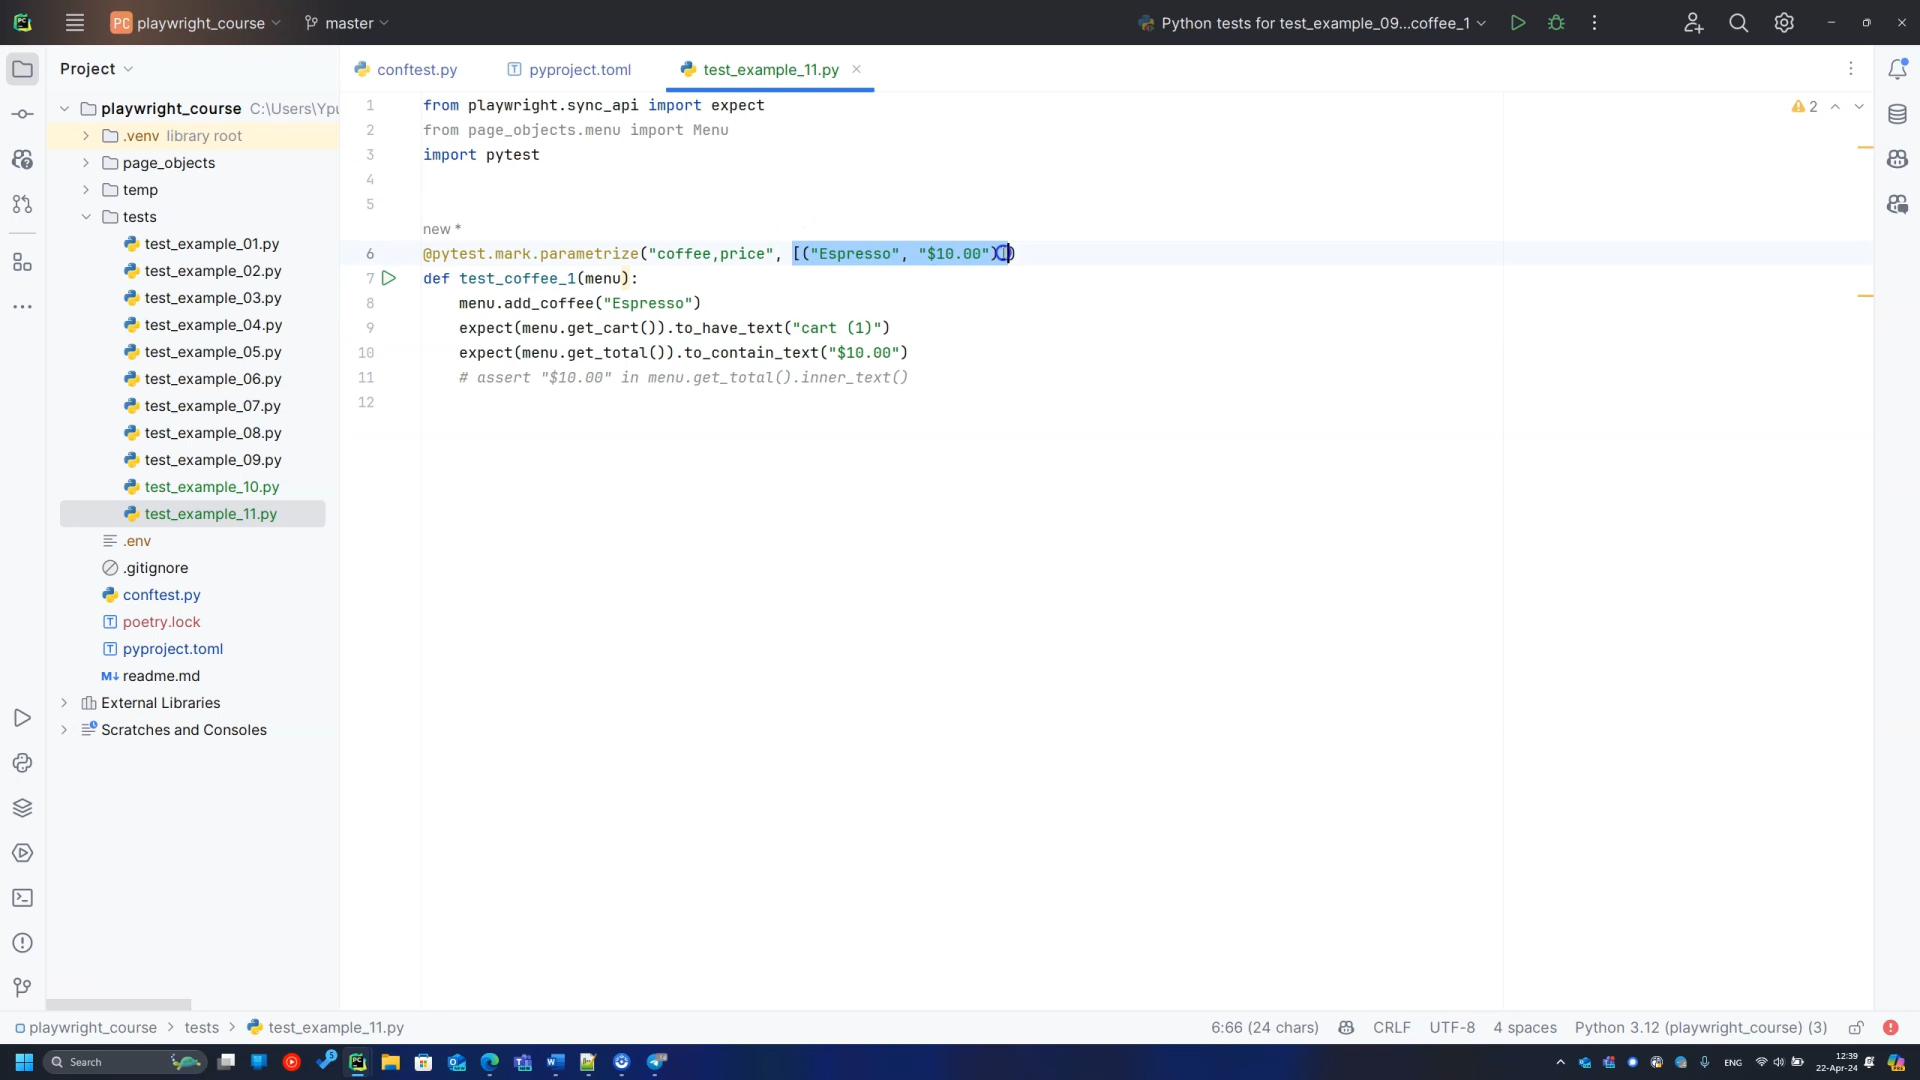 PC playwright_course master Python tests for test_example_09...coffee_1
Project conftest.py pyproject.toml test_example_11.py
playwright_course C:\Users\Ypu
.venv library root
page_objects
temp
tests
test_example_01.py
test_example_02.py
test_example_03.py
test_example_04.py
test_example_05.py
test_example_06.py
test_example_07.py
test_example_08.py
test_example_09.py
test_example_10.py
test_example_11.py
.env
.gitignore
conftest.py
poetry.lock
pyproject.toml
readme.md
External Libraries
Scratches and Consoles
2
1 from playwright.sync_api import expect
2 from page_objects.menu import Menu
3 import pytest
4
5
new *
6 @pytest.mark.parametrize("coffee,price", [("Espresso", "$10.00")])
7 def test_coffee_1(menu):
8 menu.add_coffee("Espresso")
9 expect(menu.get_cart()).to_have_text("cart (1)")
10 expect(menu.get_total()).to_contain_text("$10.00")
11 # assert "$10.00" in menu.get_total().inner_text()
12
playwright_course > tests > test_example_11.py 6:66 (24 chars) CRLF UTF-8 4 spaces Python 3.12 (playwright_course) (3)
Search 5 ENG 12:39
22-Apr-24